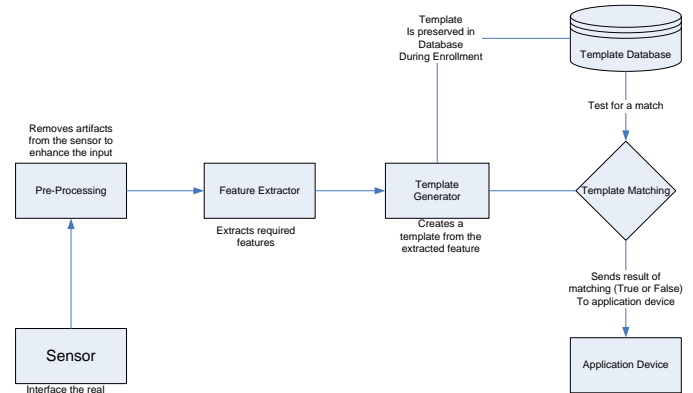 Template
Is preserved in
Database
During Enrollment
Template Database
Test for a match
Removes artifacts
from the sensor to
enhance the input
Pre-Processing
Feature Extractor
Template
Generator
Template Matching
Extracts required
features
Creates a
template from the
extracted feature
Sends result of
matching (True or False)
To application device
Sensor
Application Device
Interface the real